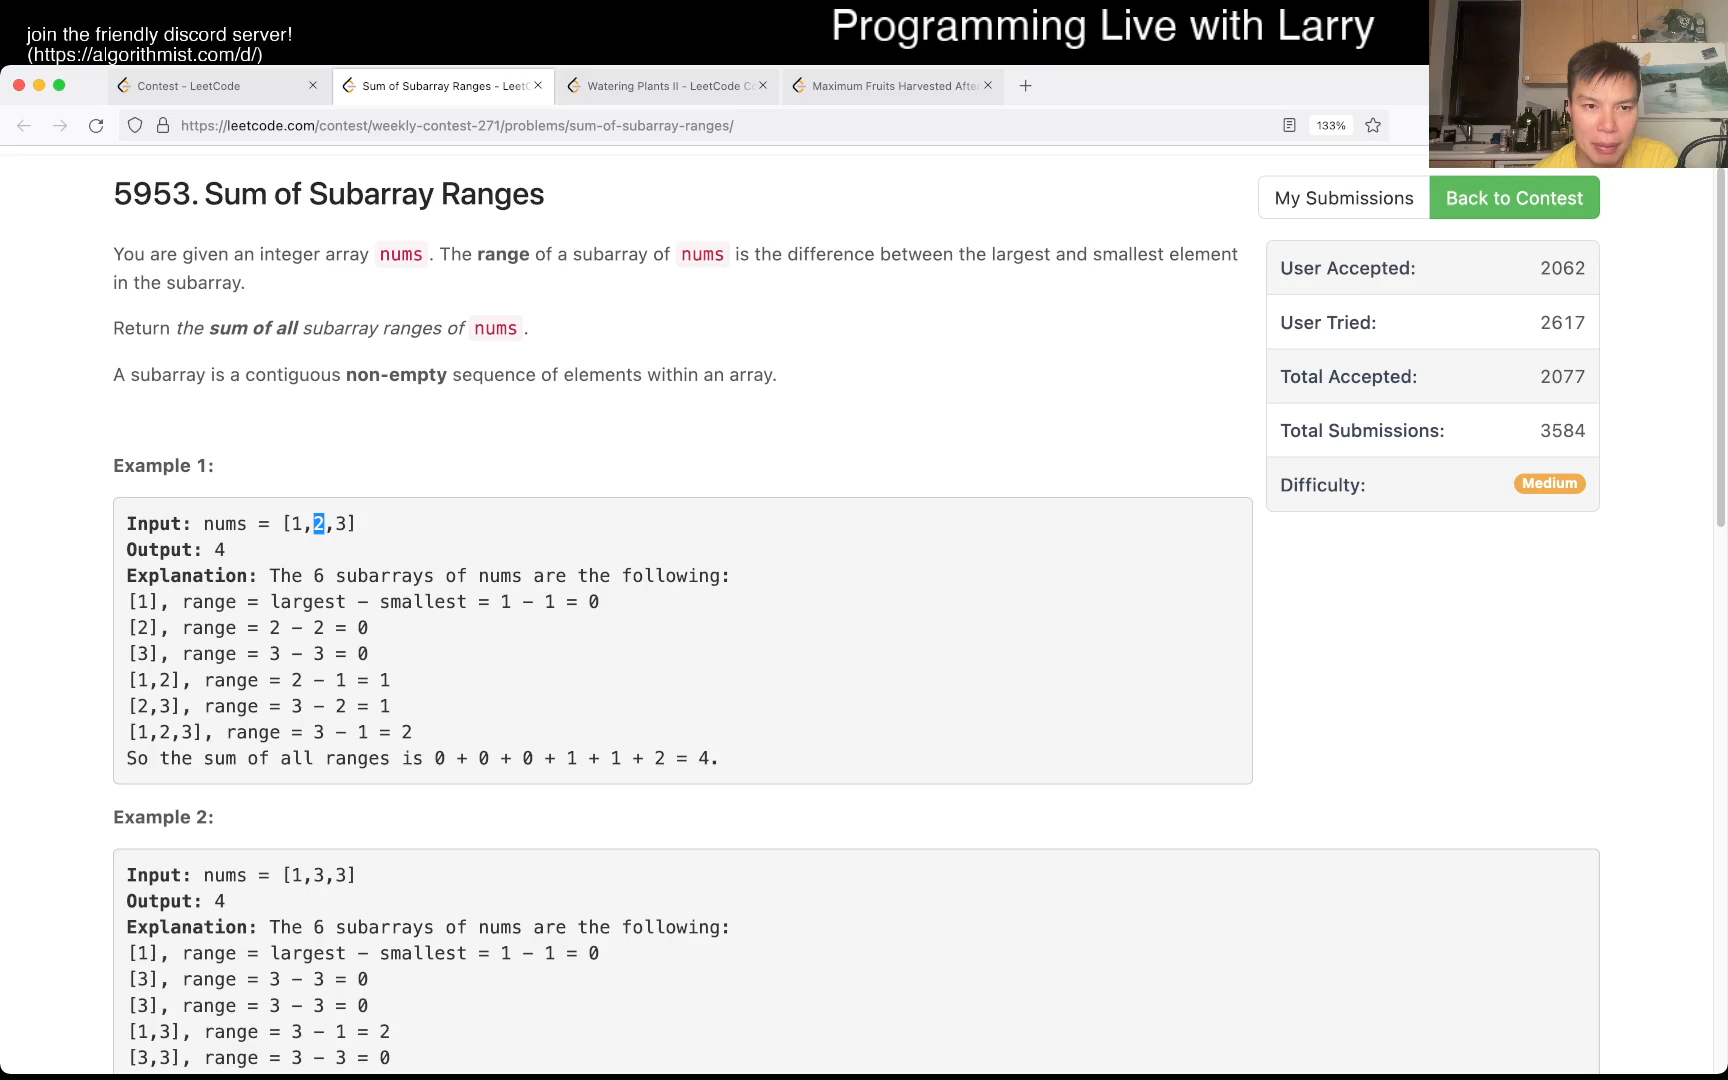 join the friendly discord server!
(https://algorithmist.com/d/)
Programming Live with Larry
Contest - LeetCode
Sum of Subarray Ranges - LeetC
Watering Plants II - LeetCode Co
Maximum Fruits Harvested Afte
https://leetcode.com/contest/weekly-contest-271/problems/sum-of-subarray-ranges/
133%
5953. Sum of Subarray Ranges
My Submissions
Back to Contest
You are given an integer array nums . The range of a subarray of nums is the difference between the largest and smallest element
in the subarray.
Return the sum of all subarray ranges of nums .
A subarray is a contiguous non-empty sequence of elements within an array.
User Accepted: 2062
User Tried: 2617
Total Accepted: 2077
Total Submissions: 3584
Difficulty: Medium
Example 1:
Input: nums = [1,2,3]
Output: 4
Explanation: The 6 subarrays of nums are the following:
[1], range = largest - smallest = 1 - 1 = 0
[2], range = 2 - 2 = 0
[3], range = 3 - 3 = 0
[1,2], range = 2 - 1 = 1
[2,3], range = 3 - 2 = 1
[1,2,3], range = 3 - 1 = 2
So the sum of all ranges is 0 + 0 + 0 + 1 + 1 + 2 = 4.
Example 2:
Input: nums = [1,3,3]
Output: 4
Explanation: The 6 subarrays of nums are the following:
[1], range = largest - smallest = 1 - 1 = 0
[3], range = 3 - 3 = 0
[3], range = 3 - 3 = 0
[1,3], range = 3 - 1 = 2
[3,3], range = 3 - 3 = 0